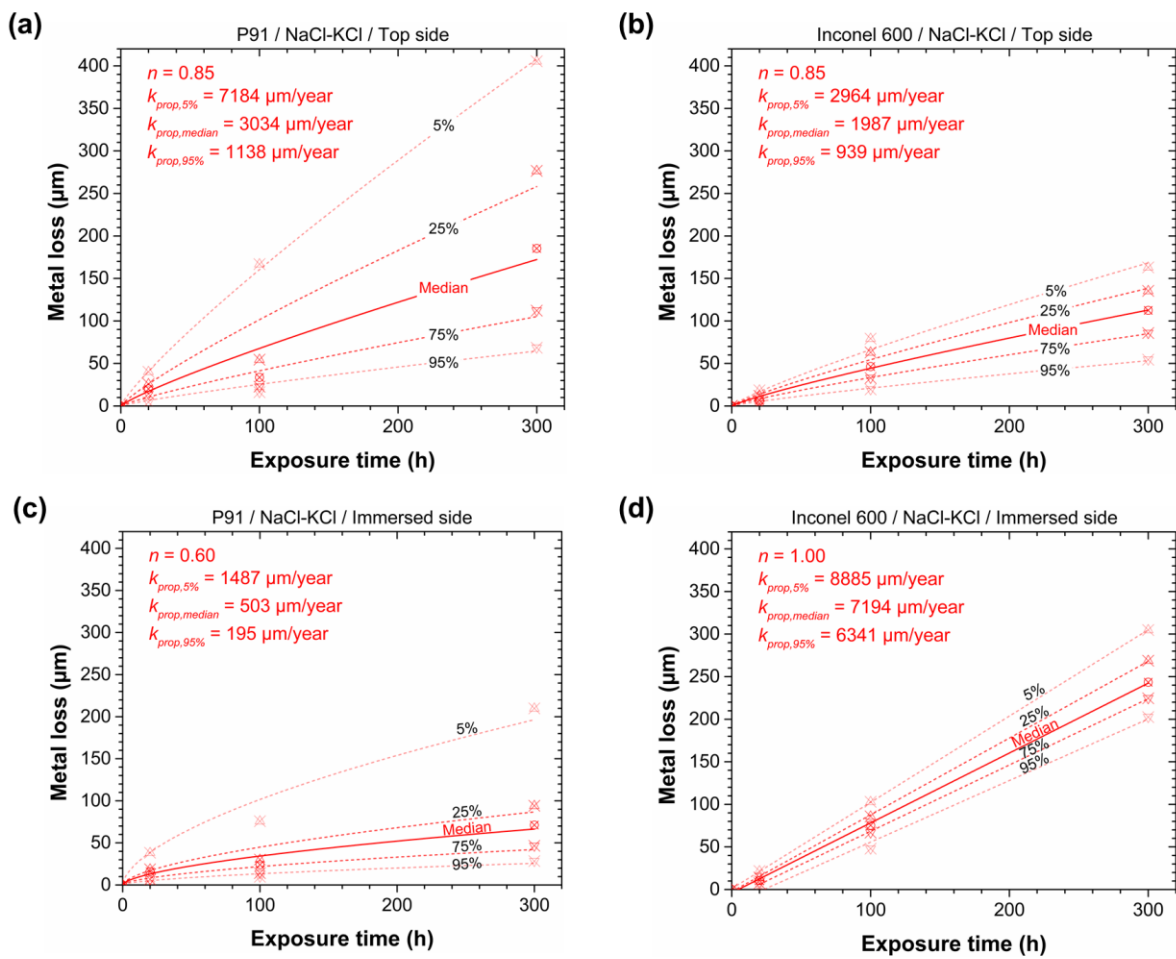 (a)
P91 / NaCl-KCl / Top side
n = 0.85
kprop,5% = 7184 µm/year
kprop,median = 3034 µm/year
kprop,95% = 1138 µm/year
5%
25%
Median
75%
95%
400
350
300
250
200
150
100
50
0
Metal loss (µm)
0 100 200 300
Exposure time (h)
(b)
Inconel 600 / NaCl-KCl / Top side
n = 0.85
kprop,5% = 2964 µm/year
kprop,median = 1987 µm/year
kprop,95% = 939 µm/year
5%
25%
Median
75%
95%
400
350
300
250
200
150
100
50
0
Metal loss (µm)
0 100 200 300
Exposure time (h)
(c)
P91 / NaCl-KCl / Immersed side
n = 0.60
kprop,5% = 1487 µm/year
kprop,median = 503 µm/year
kprop,95% = 195 µm/year
5%
25%
Median
75%
95%
400
350
300
250
200
150
100
50
0
Metal loss (µm)
0 100 200 300
Exposure time (h)
(d)
Inconel 600 / NaCl-KCl / Immersed side
n = 1.00
kprop,5% = 8885 µm/year
kprop,median = 7194 µm/year
kprop,95% = 6341 µm/year
5%
25%
Median
75%
95%
400
350
300
250
200
150
100
50
0
Metal loss (µm)
0 100 200 300
Exposure time (h)